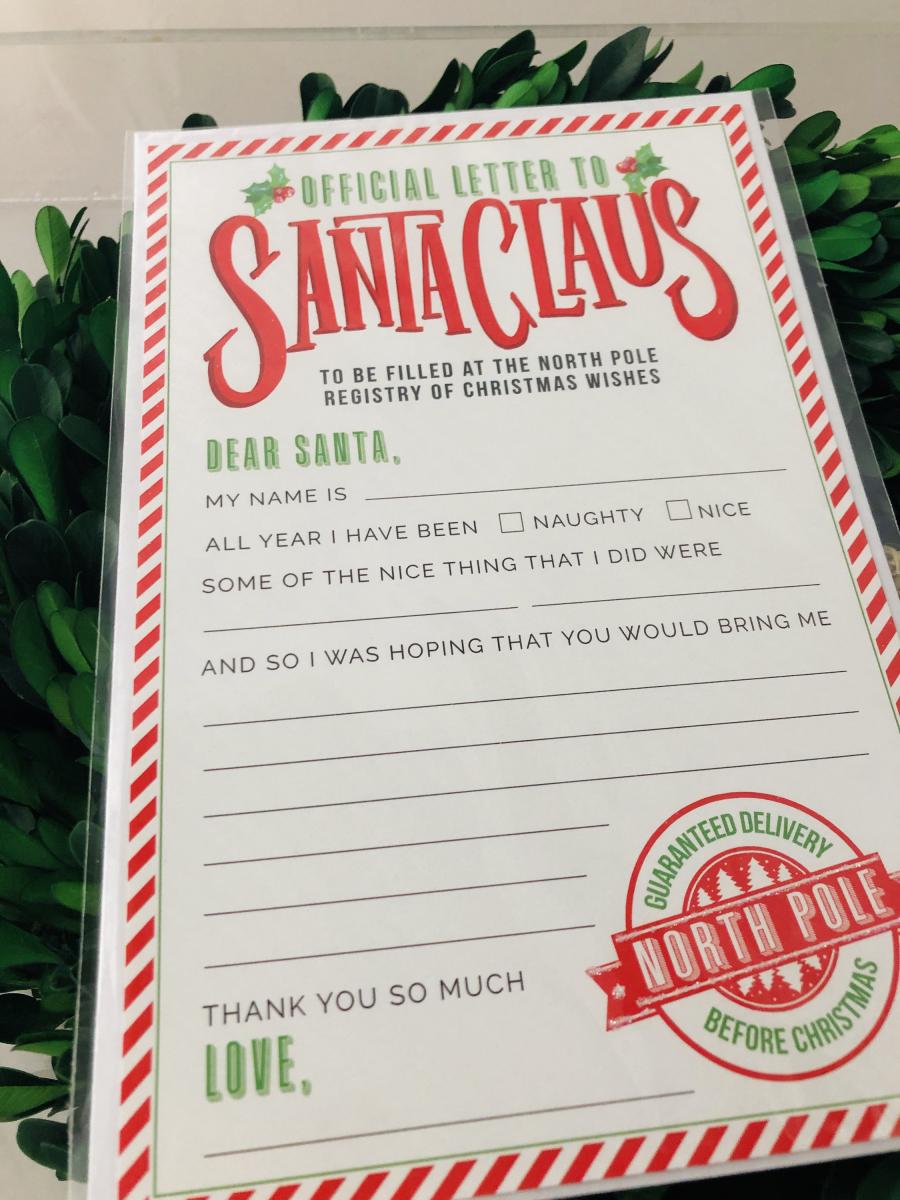 OFFICIAL LETTER TO
SANTA CLAUS
TO BE FILLED AT THE NORTH POLE
REGISTRY OF CHRISTMAS WISHES
DEAR SANTA,
MY NAME IS
ALL YEAR I HAVE BEEN NAUGHTY NICE
SOME OF THE NICE THING THAT I DID WERE
AND SO I WAS HOPING THAT YOU WOULD BRING ME
GUARANTEED DELIVERY
NORTH POLE
BEFORE CHRISTMAS
THANK YOU SO MUCH
LOVE,